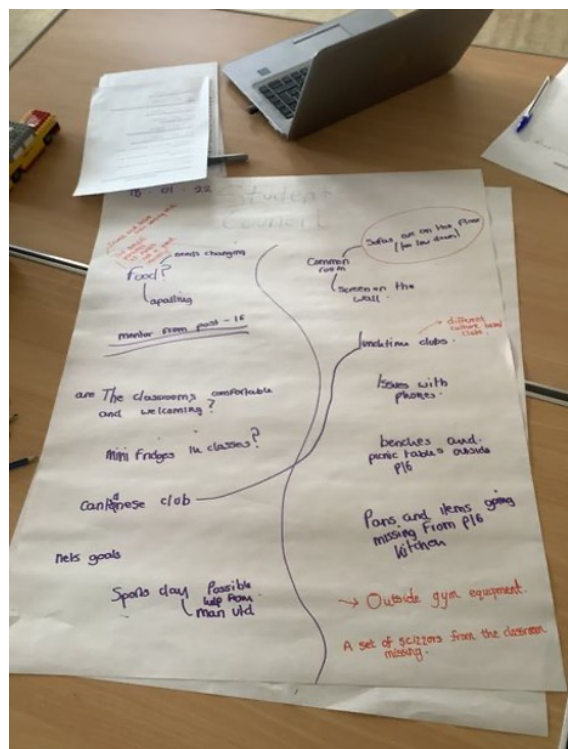 18 · 01 · 22
Student
Council
Food?
needs changing
apalling
mentor from post - 16
are The classrooms comfortable
and welcoming?
mini fridges in classes?
club
nets goals
Sports day Possible
help from
man utd
Sofas are on the floor
(too low down)
Common
room
screen on the
wall.
different
culture based
clubs
lunchtime clubs.
Issues with
phones.
benches and
picnic tables outside
P16
Pans and items going
missing From P16
kitchen
→ Outside gym equipment.
A set of scizzors from the classroom
missing.